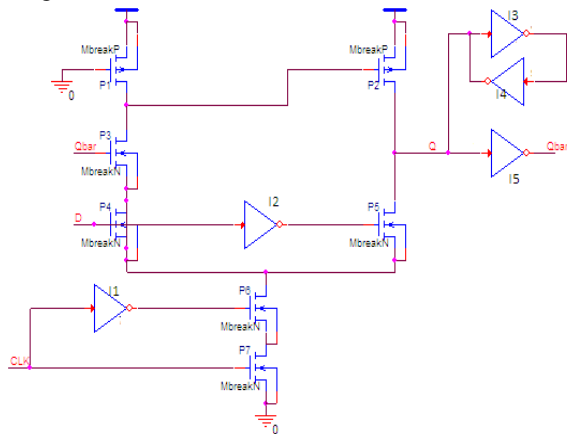 I3
MbreakP
MbreakP
P1
0
P2
I4
P3
Qbar
MbreakN
Q
Qbar
I5
P4
D
MbreakN
I2
P5
MbreakN
I1
P6
MbreakN
P7
CLK
MbreakN
0